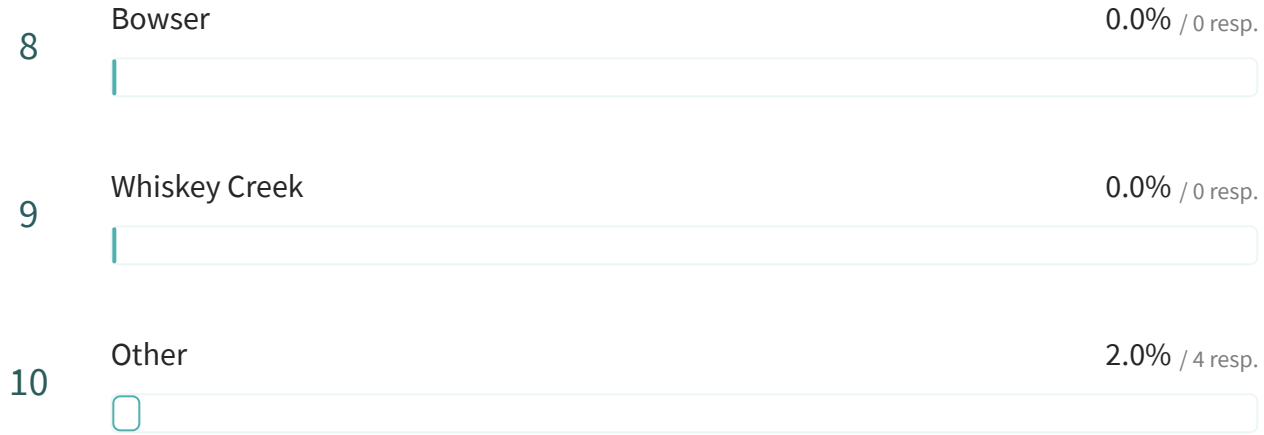 8 Bowser 0.0% / 0 resp.
9 Whiskey Creek 0.0% / 0 resp.
10 Other 2.0% / 4 resp.